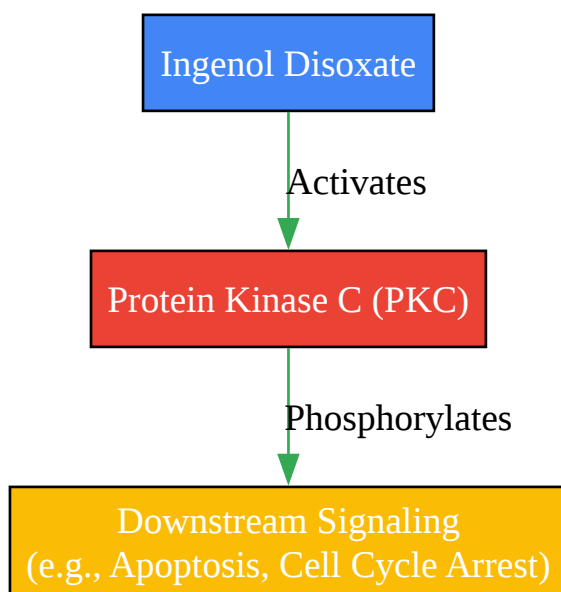 Ingenol Disoxate
Activates
Protein Kinase C (PKC)
Phosphorylates
Downstream Signaling
(e.g., Apoptosis, Cell Cycle Arrest)